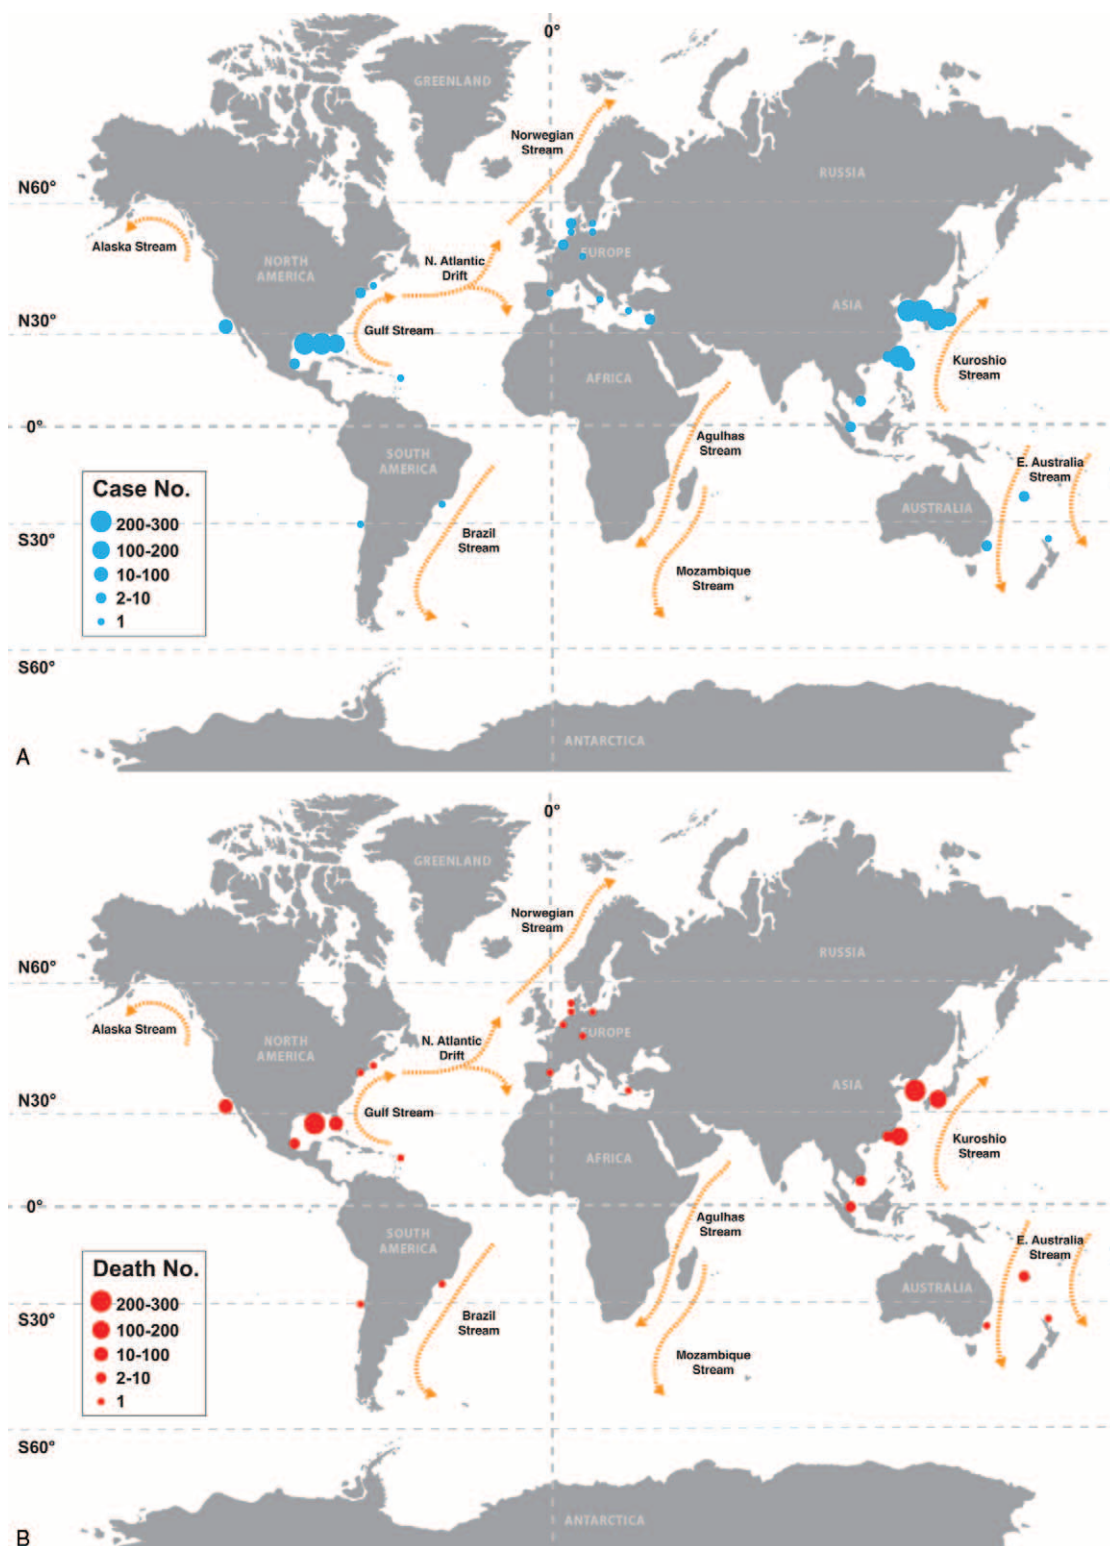 0°
GREENLAND
Norwegian
Stream
RUSSIA
N60°
Alaska Stream
NORTH
AMERICA
N. Atlantic
Drift
EUROPE
ASIA
N30°
Gulf Stream
AFRICA
Kuroshio
Stream
0°
Agulhas
Stream
SOUTH
AMERICA
E. Australia
Stream
AUSTRALIA
Case No.
200-300
100-200
10-100
2-10
1
S30°
Brazil
Stream
Mozambique
Stream
S60°
ANTARCTICA
A
0°
GREENLAND
Norwegian
Stream
RUSSIA
N60°
Alaska Stream
NORTH
AMERICA
N. Atlantic
Drift
EUROPE
ASIA
N30°
Gulf Stream
AFRICA
Kuroshio
Stream
0°
Agulhas
Stream
SOUTH
AMERICA
E. Australia
Stream
AUSTRALIA
Death No.
200-300
100-200
10-100
2-10
1
S30°
Brazil
Stream
Mozambique
Stream
S60°
ANTARCTICA
B